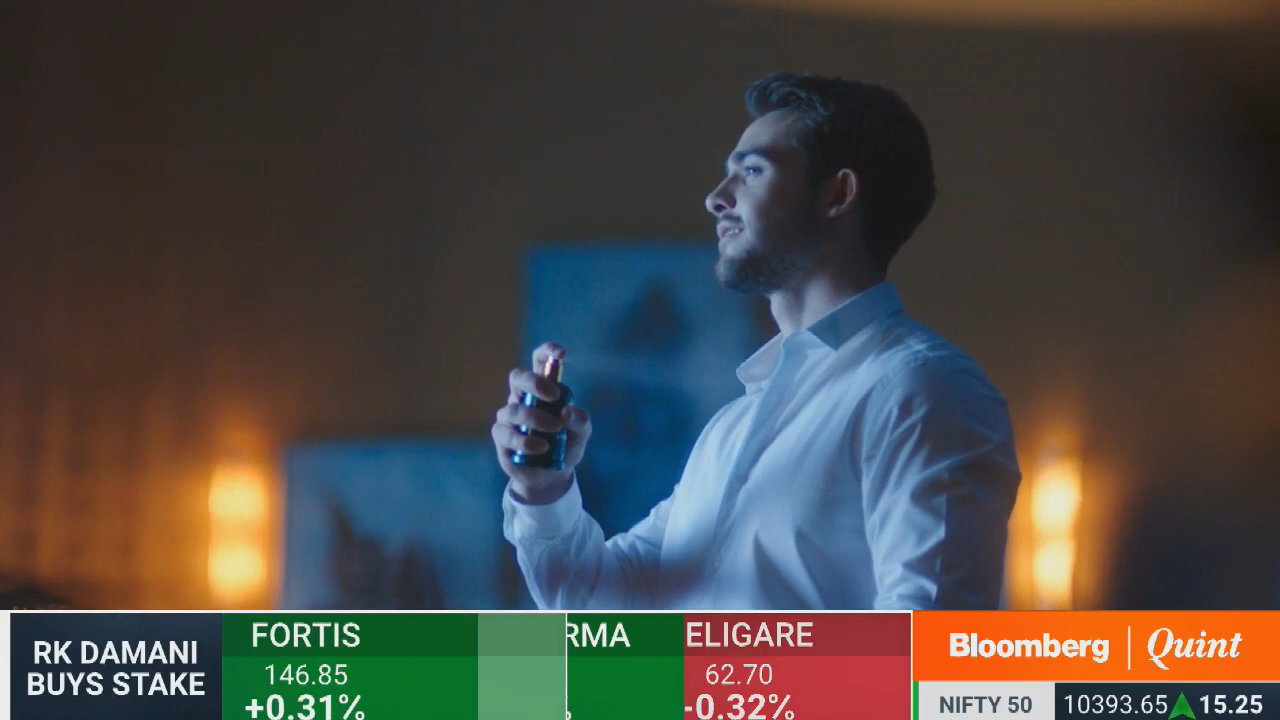 RK DAMANI
BUYS STAKE
FORTIS
146.85
+0.31%
RMA
%
ELIGARE
62.70
-0.32%
Bloomberg | Quint
NIFTY 50
10393.65 ▲ 15.25